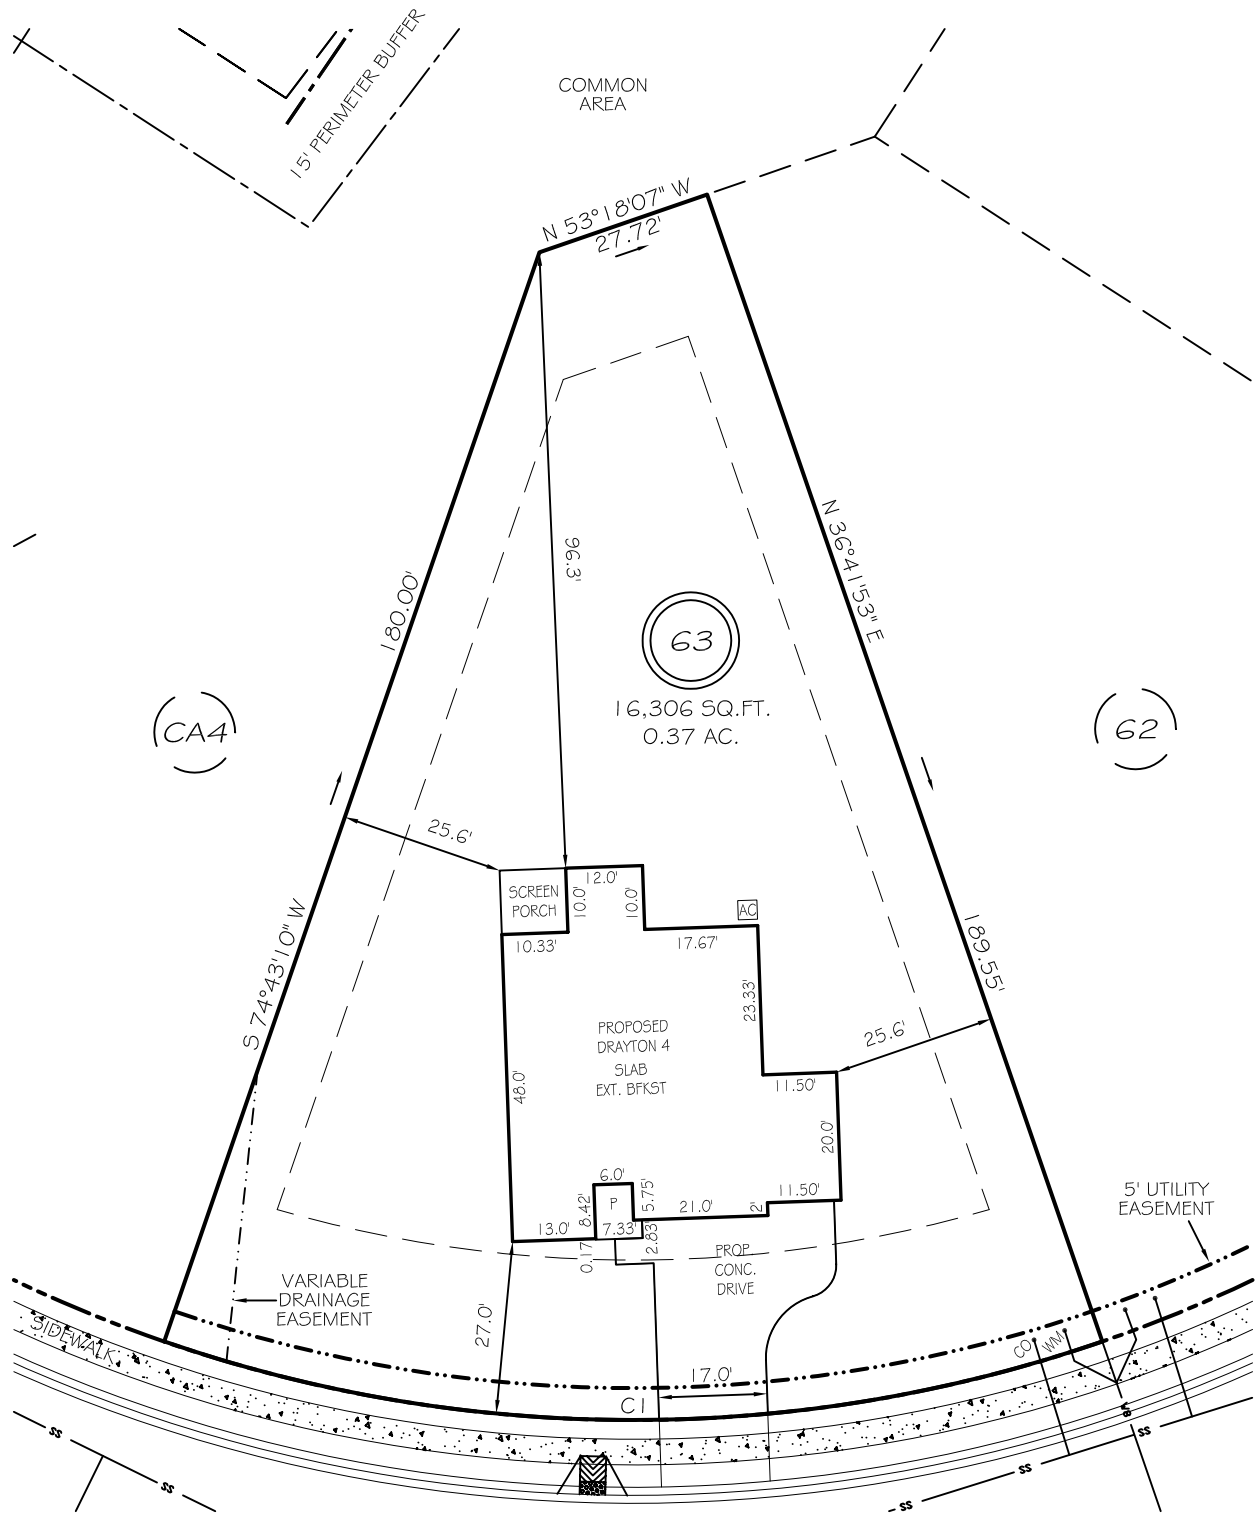 15' PERIMETER BUFFER
COMMON
AREA
N 53°18'07" W
27.72'
N 36°41'53" E
96.3'
180.00'
63
16,306 SQ.FT.
0.37 AC.
CA4
62
25.6'
SCREEN
PORCH
12.0'
10.0'
10.0'
AC
10.33'
17.67'
S 74°43'10" W
189.55'
23.33'
25.6'
PROPOSED
DRAYTON 4
SLAB
EXT. BFKST
48.0'
11.50'
20.0'
6.0'
8.42'
P
5.75'
21.0'
2'
11.50'
13.0'
7.33'
0.17'
2.83'
5' UTILITY
EASEMENT
PROP.
CONC.
DRIVE
VARIABLE
DRAINAGE
EASEMENT
27.0'
SIDEWALK
CO
WM
17.0'
C1
SS
SS
SS
SS
SS